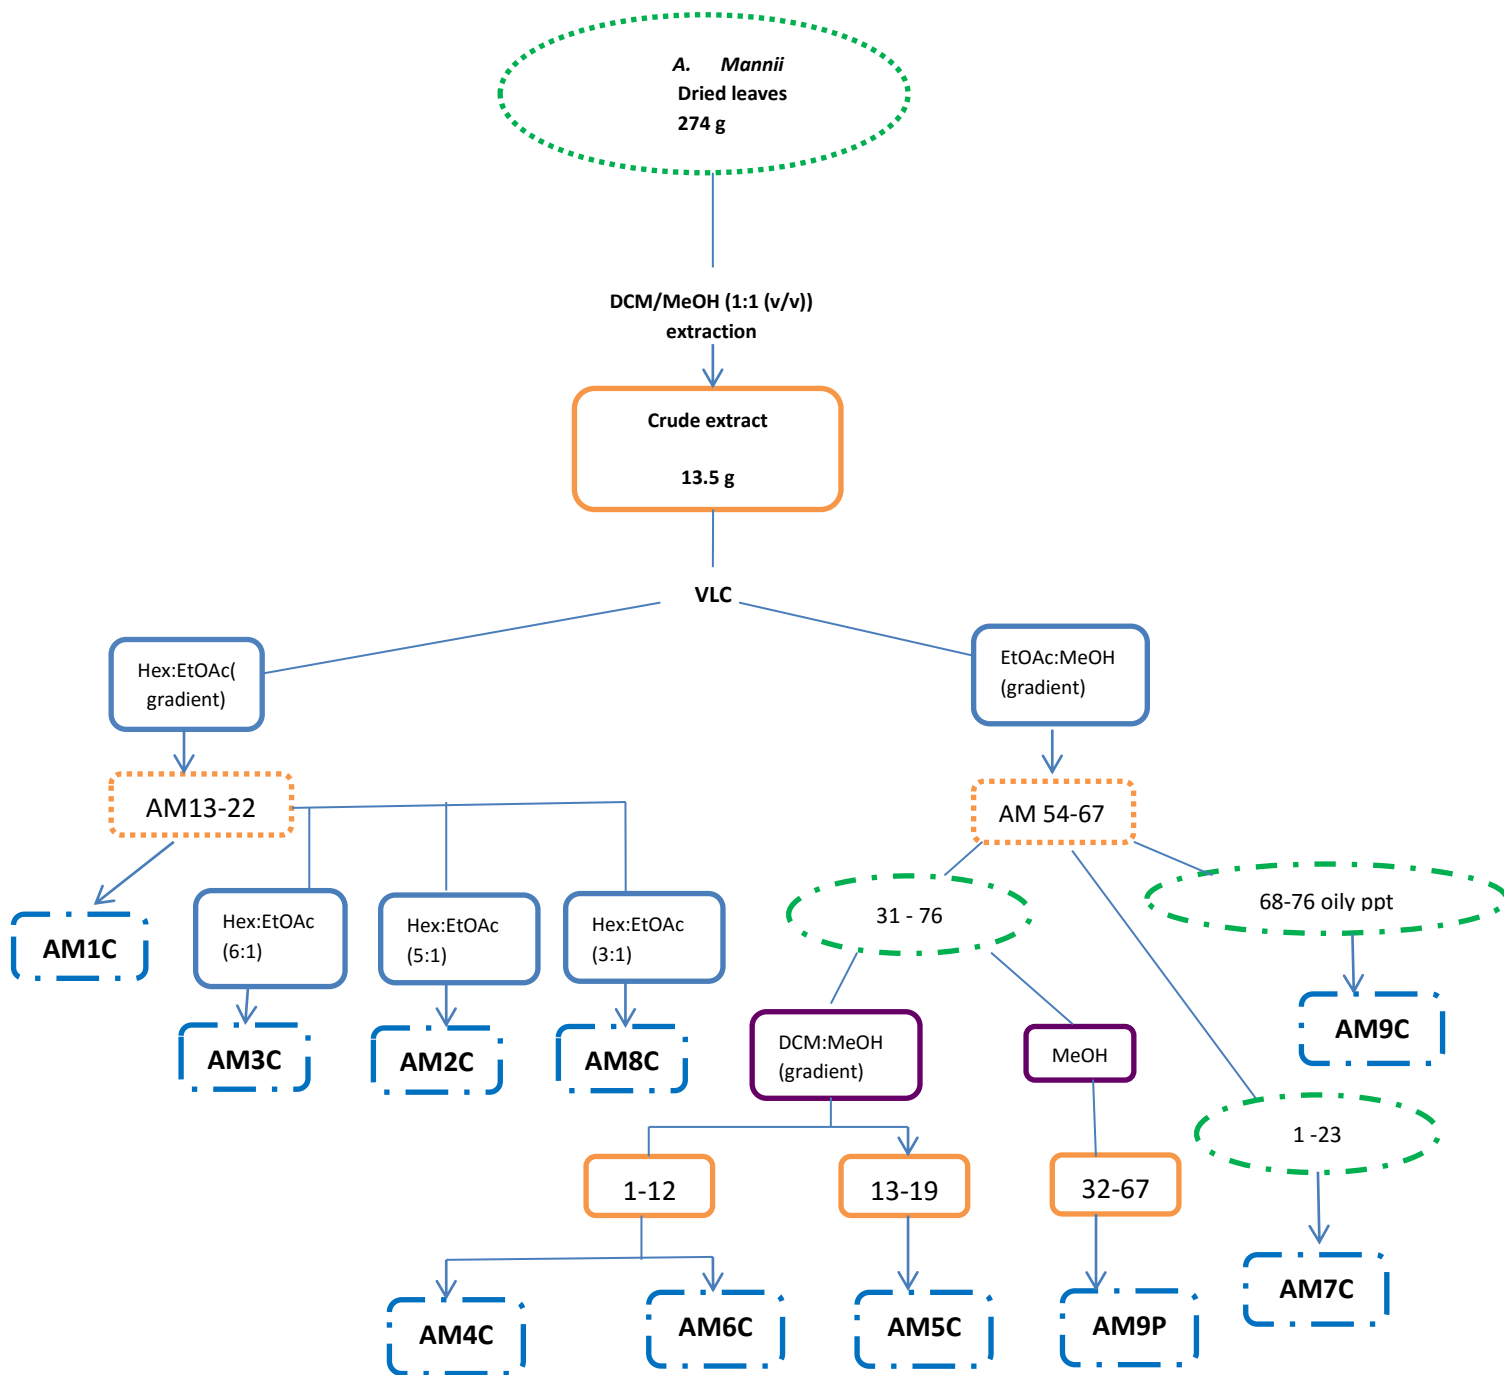 A. Mannii
Dried leaves
274 g
DCM/MeOH (1:1 (v/v))
extraction
Crude extract
13.5 g
VLC
Hex:EtOAc(
gradient)
EtOAc:MeOH
(gradient)
AM13-22
AM 54-67
AM1C
Hex:EtOAc
(6:1)
Hex:EtOAc
(5:1)
Hex:EtOAc
(3:1)
31 - 76
68-76 oily ppt
AM3C
AM2C
AM8C
DCM:MeOH
(gradient)
MeOH
AM9C
1 -23
1-12
13-19
32-67
AM4C
AM6C
AM5C
AM9P
AM7C